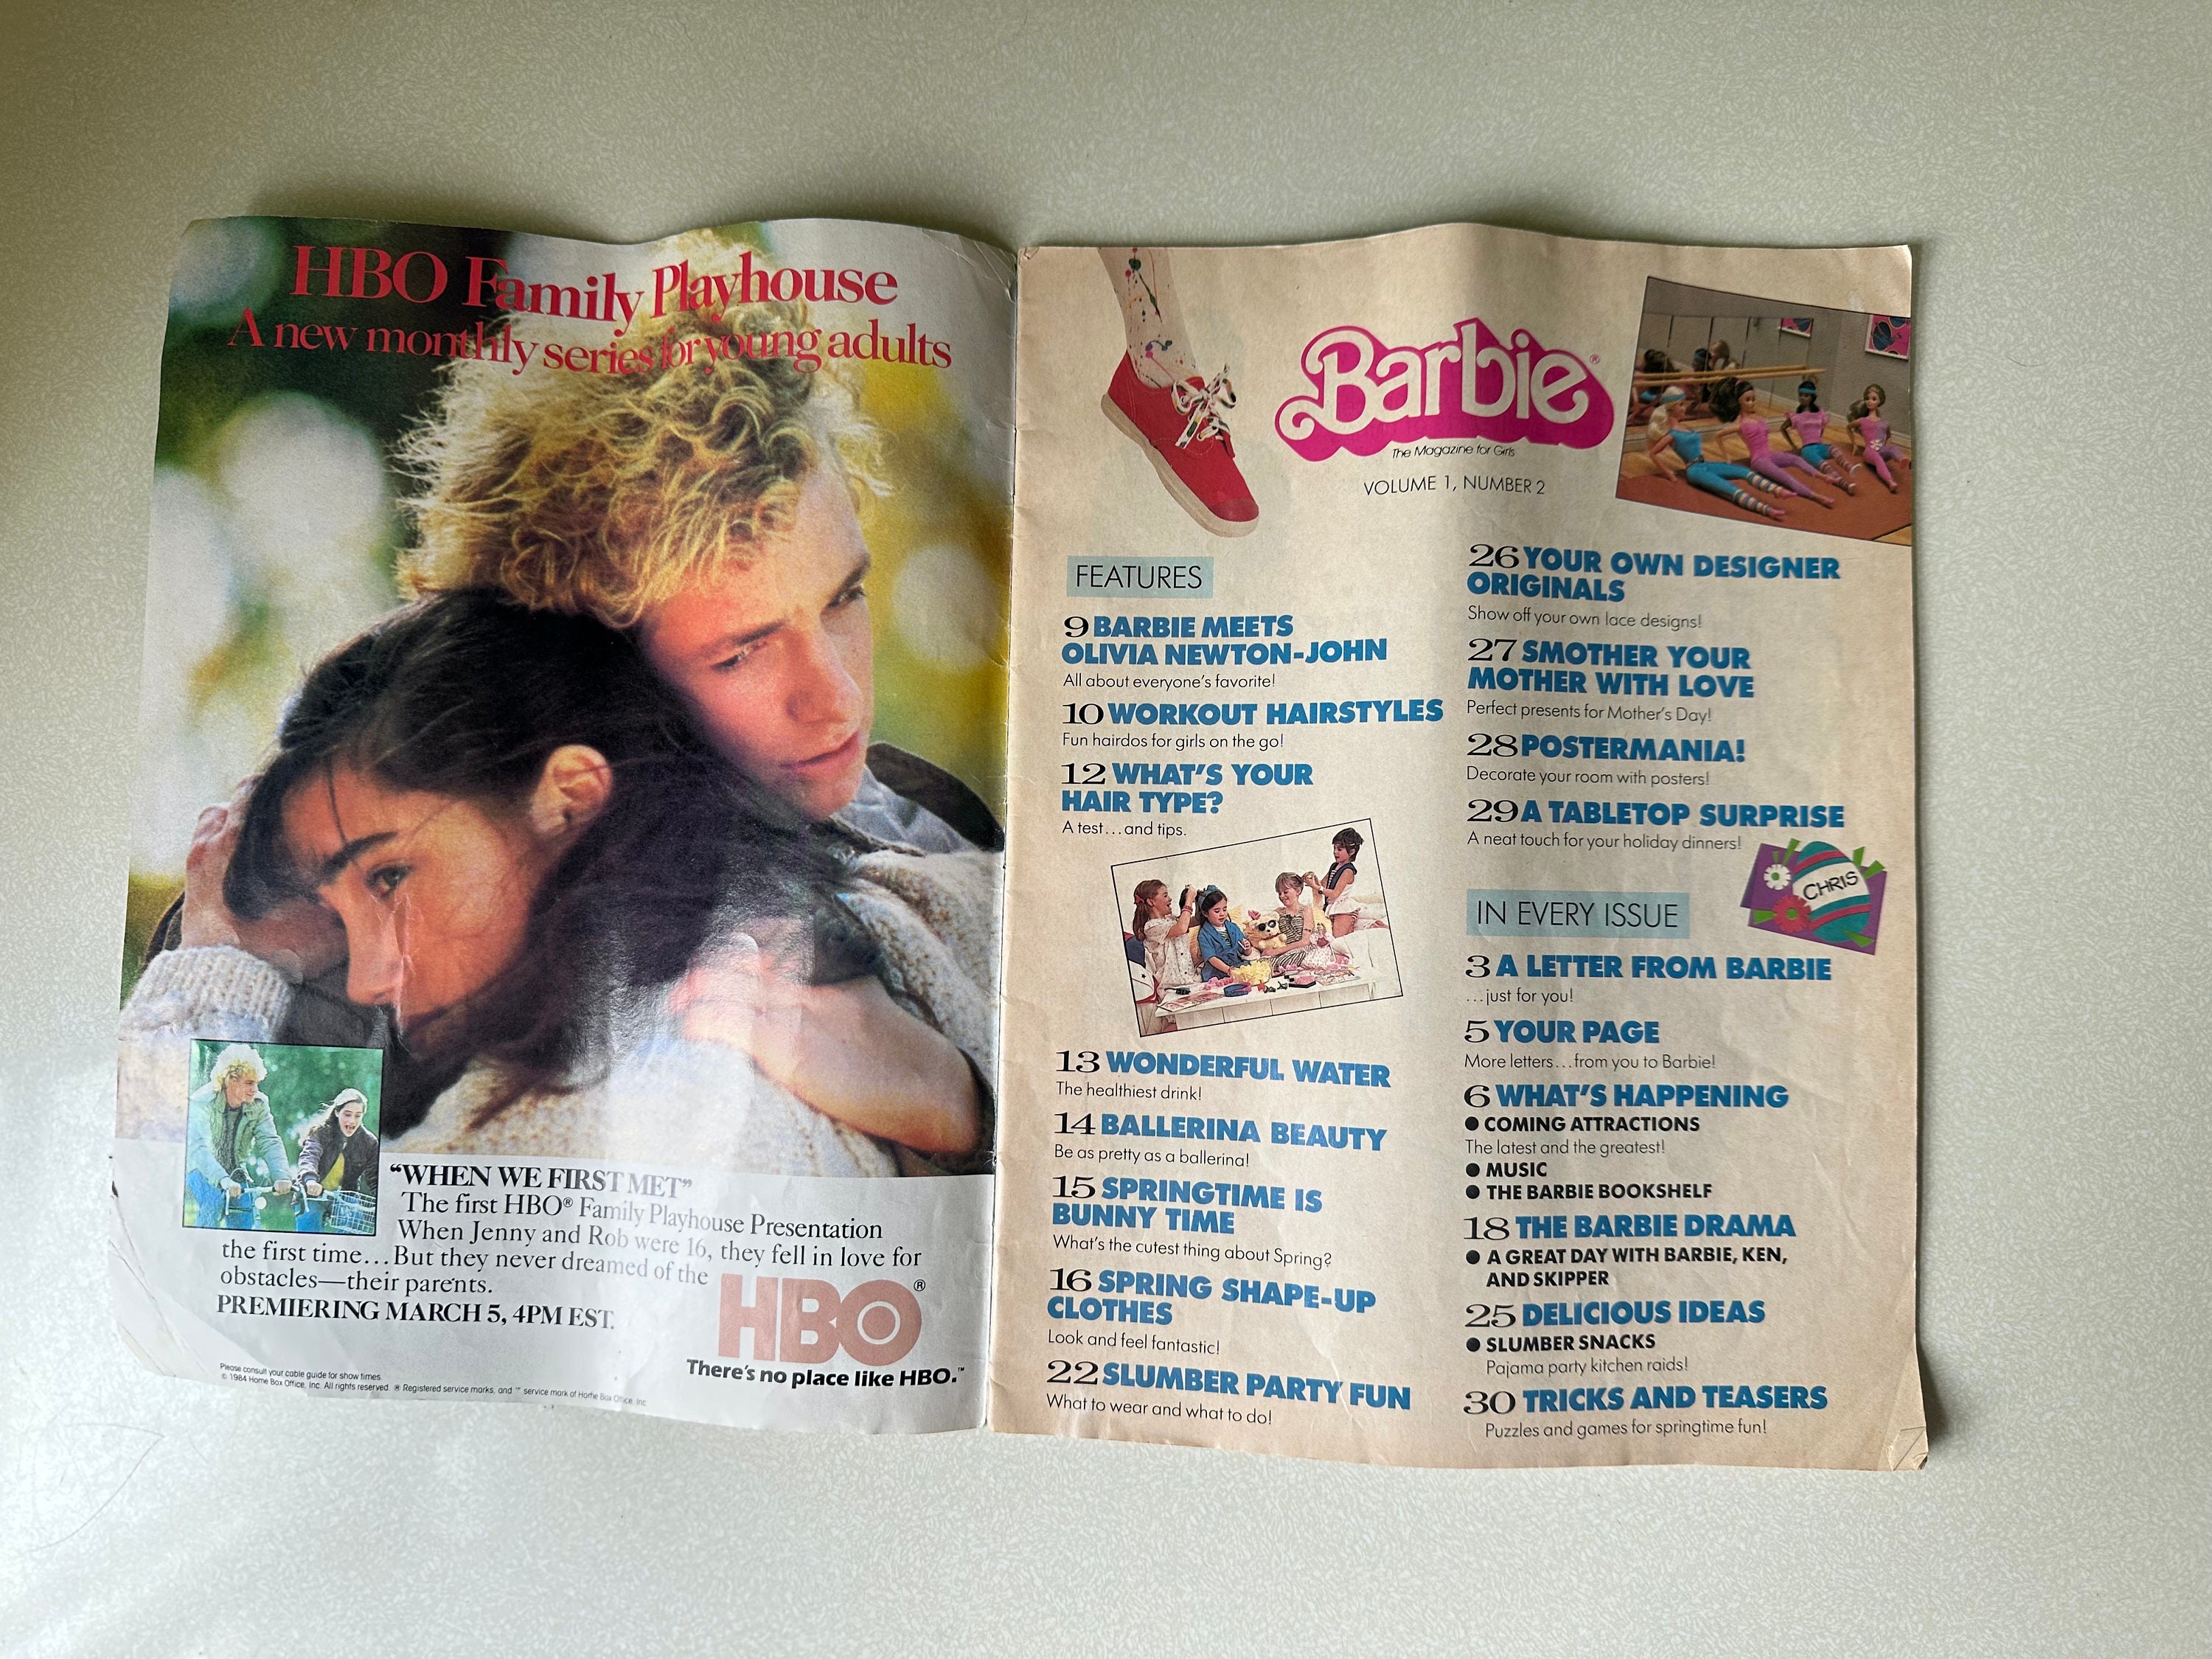 HBO Family Playhouse
A new monthly series for young adults
"WHEN WE FIRST MET"
The first HBO® Family Playhouse Presentation
When Jenny and Rob were 16, they fell in love for
the first time...But they never dreamed of the
obstacles—their parents.
PREMIERING MARCH 5, 4PM EST.
HBO®
There's no place like HBO.™
Please consult your cable guide for show times.
© 1984 Home Box Office, Inc. All rights reserved. ® Registered service marks, and ™ service mark of Home Box Office, Inc.
Barbie®
The Magazine for Girls
VOLUME 1, NUMBER 2
FEATURES
9 BARBIE MEETS
OLIVIA NEWTON-JOHN
All about everyone's favorite!
10 WORKOUT HAIRSTYLES
Fun hairdos for girls on the go!
12 WHAT'S YOUR
HAIR TYPE?
A test...and tips.
13 WONDERFUL WATER
The healthiest drink!
14 BALLERINA BEAUTY
Be as pretty as a ballerina!
15 SPRINGTIME IS
BUNNY TIME
What's the cutest thing about Spring?
16 SPRING SHAPE-UP
CLOTHES
Look and feel fantastic!
22 SLUMBER PARTY FUN
What to wear and what to do!
26 YOUR OWN DESIGNER
ORIGINALS
Show off your own lace designs!
27 SMOTHER YOUR
MOTHER WITH LOVE
Perfect presents for Mother's Day!
28 POSTERMANIA!
Decorate your room with posters!
29 A TABLETOP SURPRISE
A neat touch for your holiday dinners!
CHRIS
IN EVERY ISSUE
3 A LETTER FROM BARBIE
...just for you!
5 YOUR PAGE
More letters...from you to Barbie!
6 WHAT'S HAPPENING
● COMING ATTRACTIONS
The latest and the greatest!
● MUSIC
● THE BARBIE BOOKSHELF
18 THE BARBIE DRAMA
● A GREAT DAY WITH BARBIE, KEN,
AND SKIPPER
25 DELICIOUS IDEAS
● SLUMBER SNACKS
Pajama party kitchen raids!
30 TRICKS AND TEASERS
Puzzles and games for springtime fun!